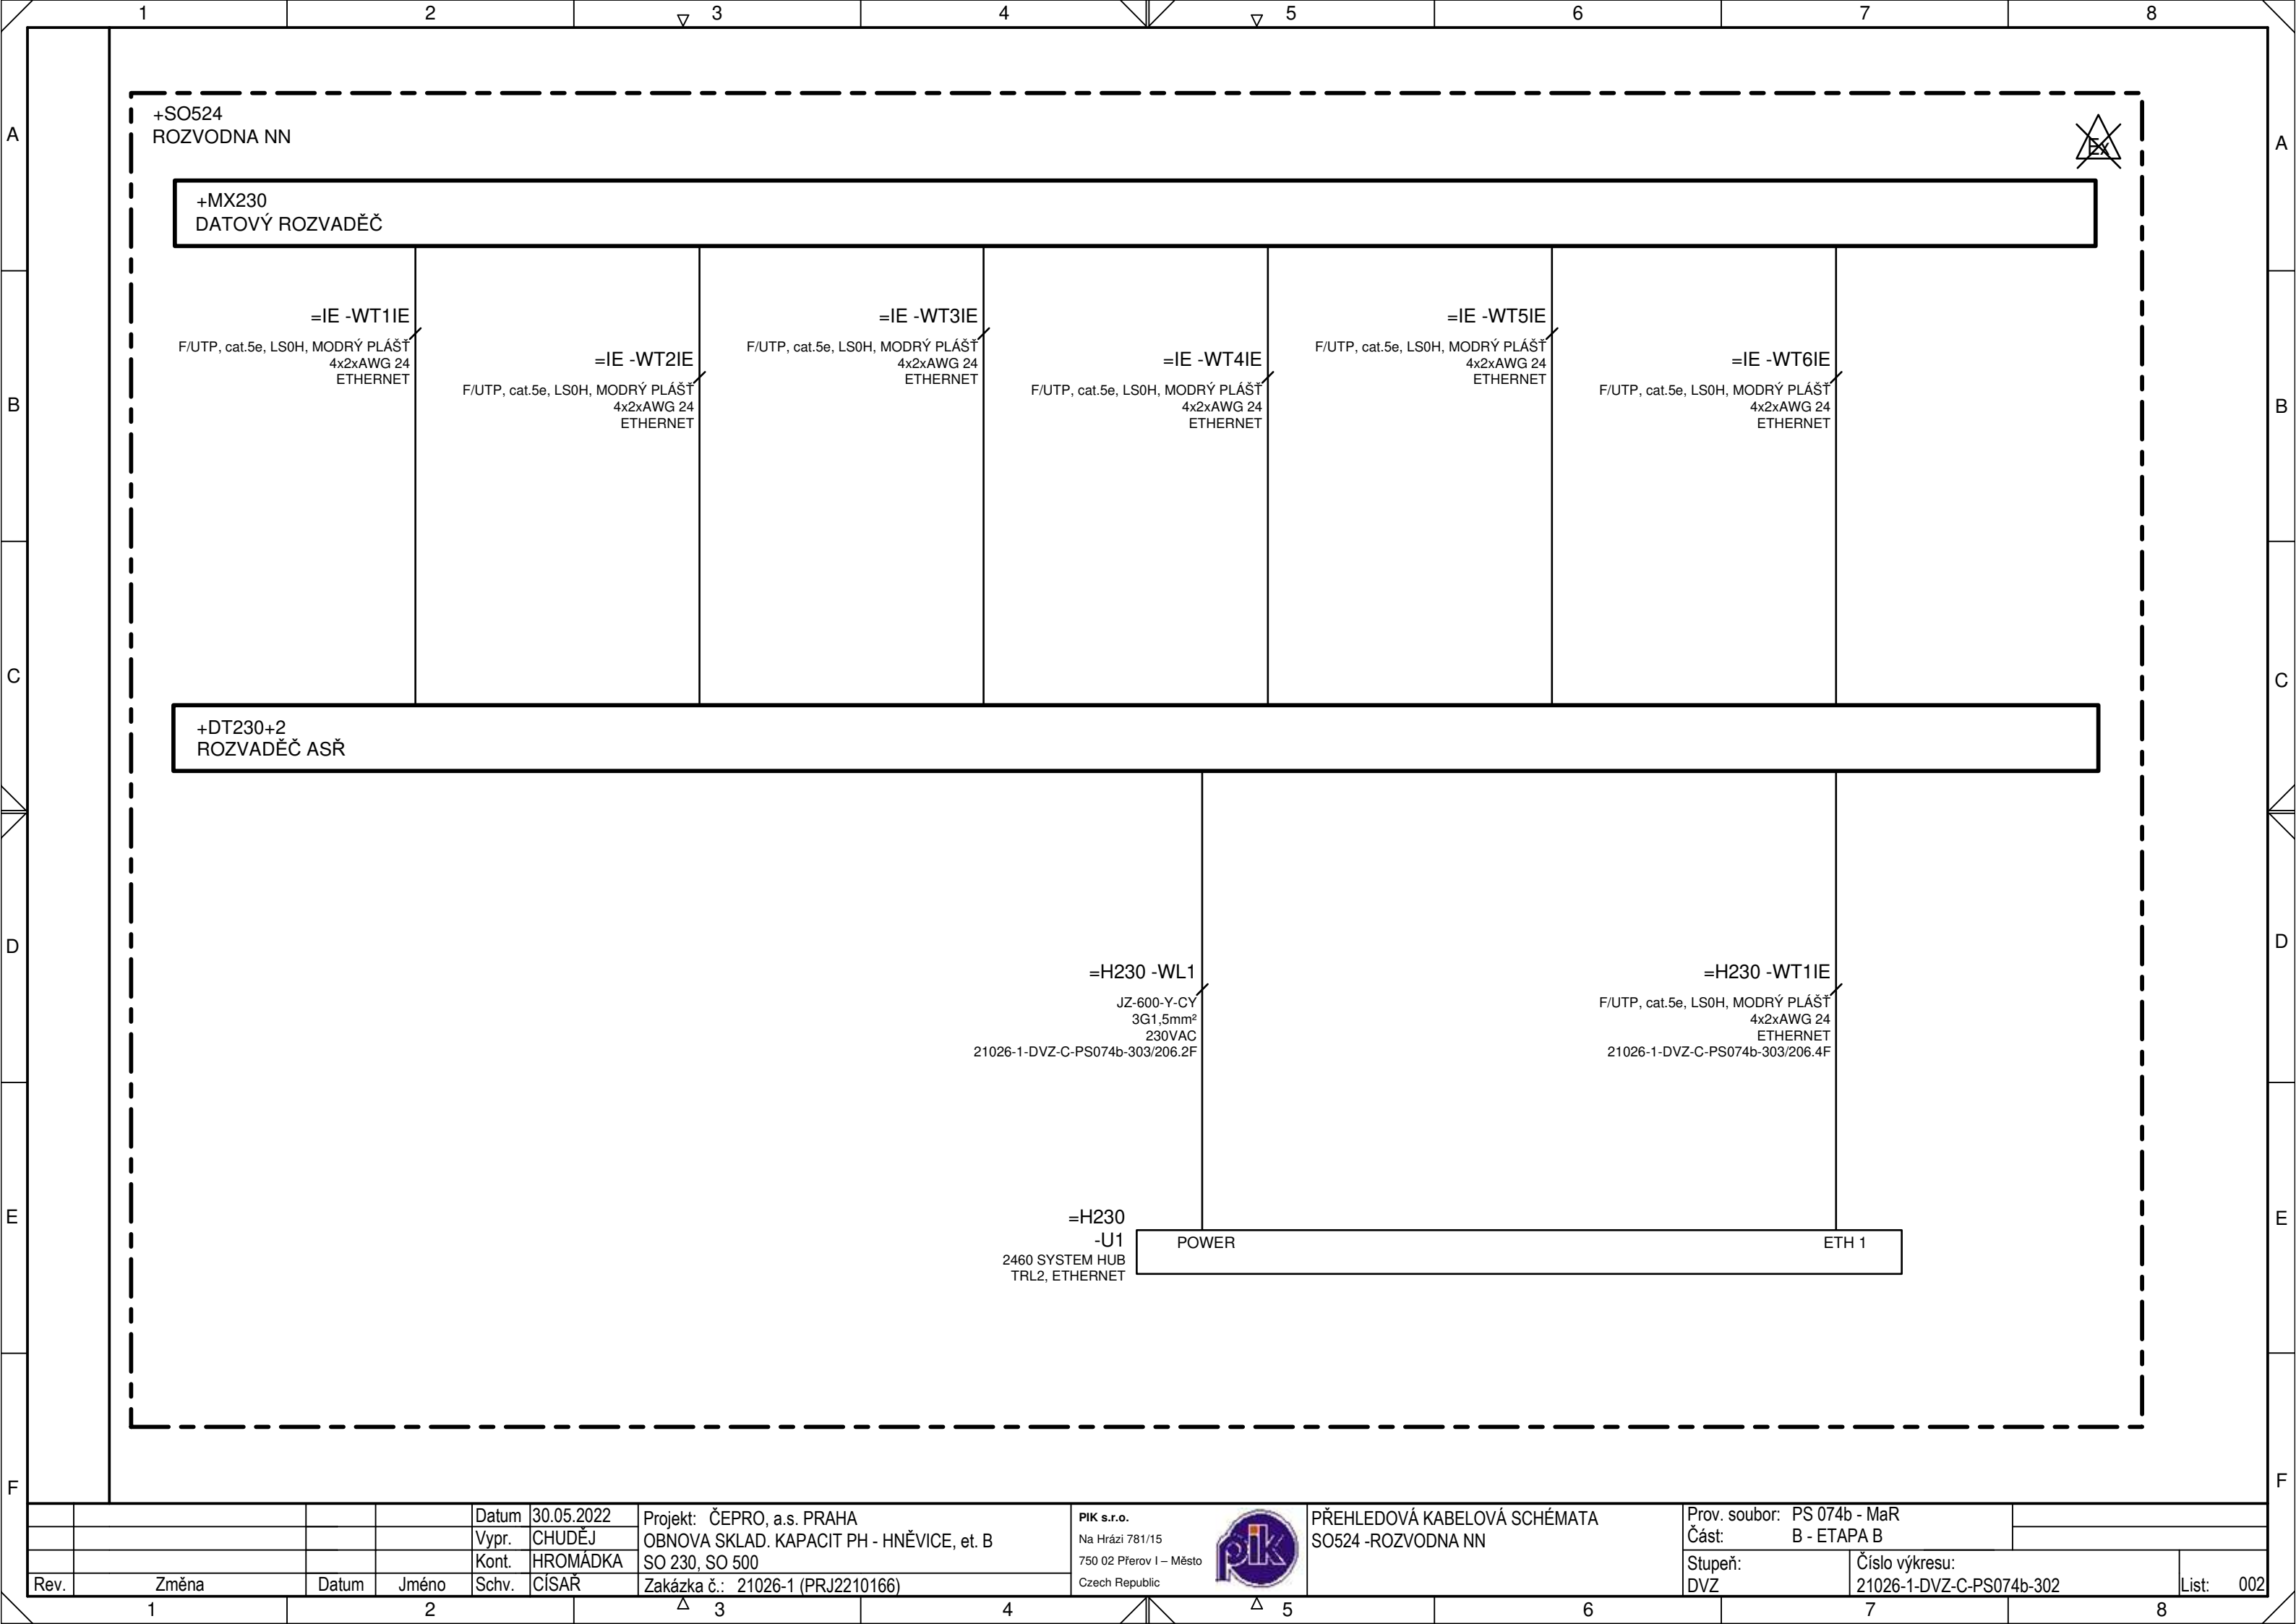 1 2 3 4 5 6 7 8
A A
B B
C C
D D
E E
F F
+SO524
ROZVODNA NN
Ex
+MX230
DATOVÝ ROZVADĚČ
=IE -WT1IE
F/UTP, cat.5e, LS0H, MODRÝ PLÁŠŤ
4x2xAWG 24
ETHERNET
=IE -WT2IE
F/UTP, cat.5e, LS0H, MODRÝ PLÁŠŤ
4x2xAWG 24
ETHERNET
=IE -WT3IE
F/UTP, cat.5e, LS0H, MODRÝ PLÁŠŤ
4x2xAWG 24
ETHERNET
=IE -WT4IE
F/UTP, cat.5e, LS0H, MODRÝ PLÁŠŤ
4x2xAWG 24
ETHERNET
=IE -WT5IE
F/UTP, cat.5e, LS0H, MODRÝ PLÁŠŤ
4x2xAWG 24
ETHERNET
=IE -WT6IE
F/UTP, cat.5e, LS0H, MODRÝ PLÁŠŤ
4x2xAWG 24
ETHERNET
+DT230+2
ROZVADĚČ ASŘ
=H230 -WL1
JZ-600-Y-CY
3G1,5mm²
230VAC
21026-1-DVZ-C-PS074b-303/206.2F
=H230 -WT1IE
F/UTP, cat.5e, LS0H, MODRÝ PLÁŠŤ
4x2xAWG 24
ETHERNET
21026-1-DVZ-C-PS074b-303/206.4F
=H230
-U1
2460 SYSTEM HUB
TRL2, ETHERNET
POWER
ETH 1
Rev. Změna Datum Jméno
Datum 30.05.2022
Vypr. CHUDĚJ
Kont. HROMÁDKA
Schv. CÍSAŘ
Projekt: ČEPRO, a.s. PRAHA
OBNOVA SKLAD. KAPACIT PH - HNĚVICE, et. B
SO 230, SO 500
Zakázka č.: 21026-1 (PRJ2210166)
PIK s.r.o.
Na Hrázi 781/15
750 02 Přerov I – Město
Czech Republic
pik
PŘEHLEDOVÁ KABELOVÁ SCHÉMATA
SO524 -ROZVODNA NN
Prov. soubor: PS 074b - MaR
Část: B - ETAPA B
Stupeň:
DVZ
Číslo výkresu:
21026-1-DVZ-C-PS074b-302
List: 002
1 2 3 4 5 6 7 8